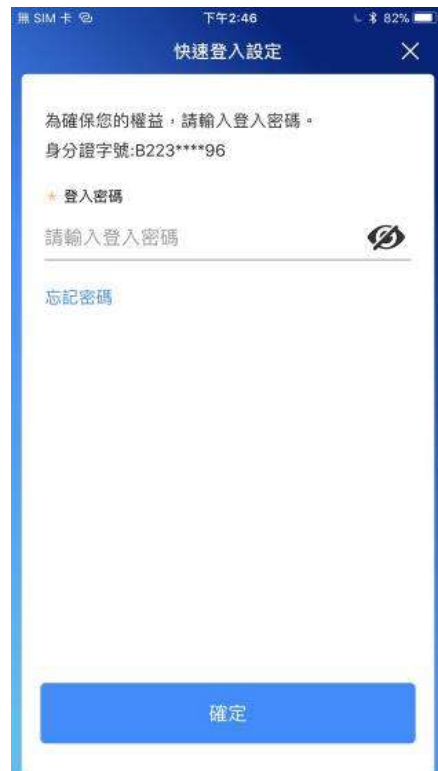 無 SIM 卡 下午2:46 82%
快速登入設定
為確保您的權益，請輸入登入密碼。
身分證字號:B223****96
* 登入密碼
請輸入登入密碼
忘記密碼
確定